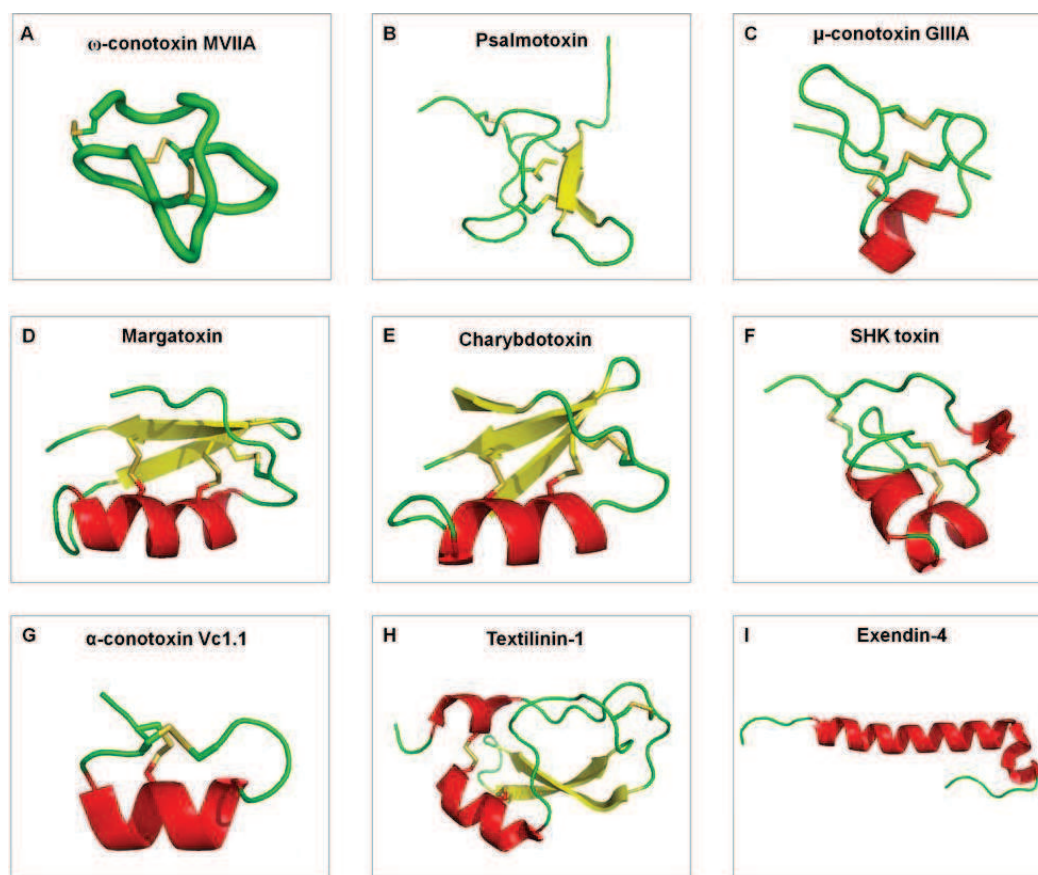 A
ω-conotoxin MVIIA
B
Psalmotoxin
C
μ-conotoxin GIIIA
D
Margatoxin
E
Charybdotoxin
F
SHK toxin
G
α-conotoxin Vc1.1
H
Textilinin-1
I
Exendin-4